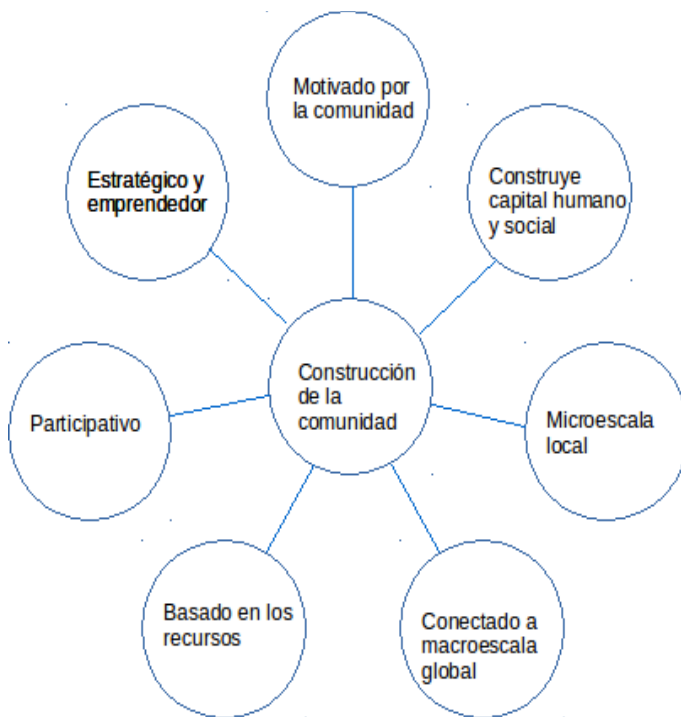 Motivado por
la comunidad
Estratégico y
emprendedor
Construye
capital humano
y social
Construcción
de la
comunidad
Participativo
Microescala
local
Basado en los
recursos
Conectado a
macroescala
global